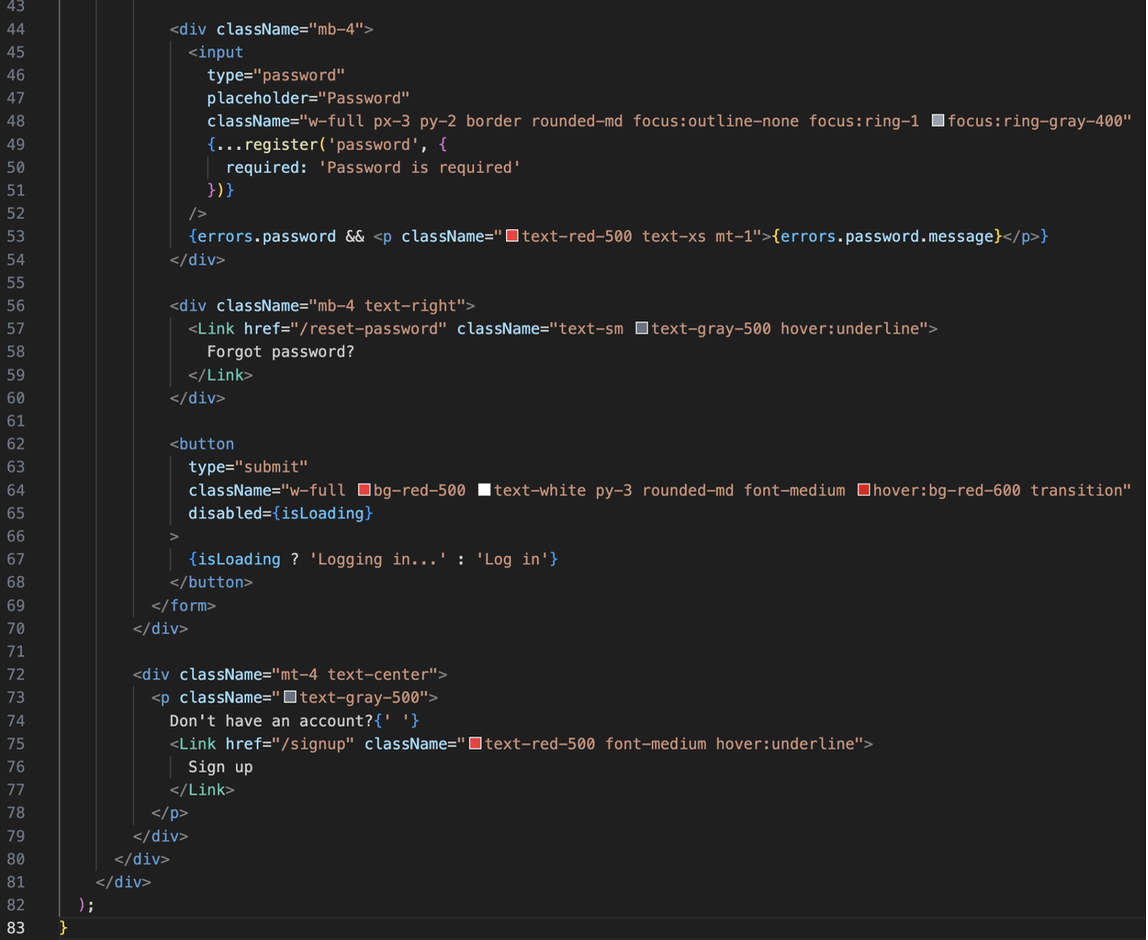 43
44 <div className="mb-4">
45 <input
46 type="password"
47 placeholder="Password"
48 className="w-full px-3 py-2 border rounded-md focus:outline-none focus:ring-1 focus:ring-gray-400"
49 {...register('password', {
50 required: 'Password is required'
51 })}
52 />
53 {errors.password && <p className="text-red-500 text-xs mt-1">{errors.password.message}</p>}
54 </div>
55
56 <div className="mb-4 text-right">
57 <Link href="/reset-password" className="text-sm text-gray-500 hover:underline">
58 Forgot password?
59 </Link>
60 </div>
61
62 <button
63 type="submit"
64 className="w-full bg-red-500 text-white py-3 rounded-md font-medium hover:bg-red-600 transition"
65 disabled={isLoading}
66 >
67 {isLoading ? 'Logging in...' : 'Log in'}
68 </button>
69 </form>
70 </div>
71
72 <div className="mt-4 text-center">
73 <p className="text-gray-500">
74 Don't have an account?{' '}
75 <Link href="/signup" className="text-red-500 font-medium hover:underline">
76 Sign up
77 </Link>
78 </p>
79 </div>
80 </div>
81 </div>
82 );
83 }